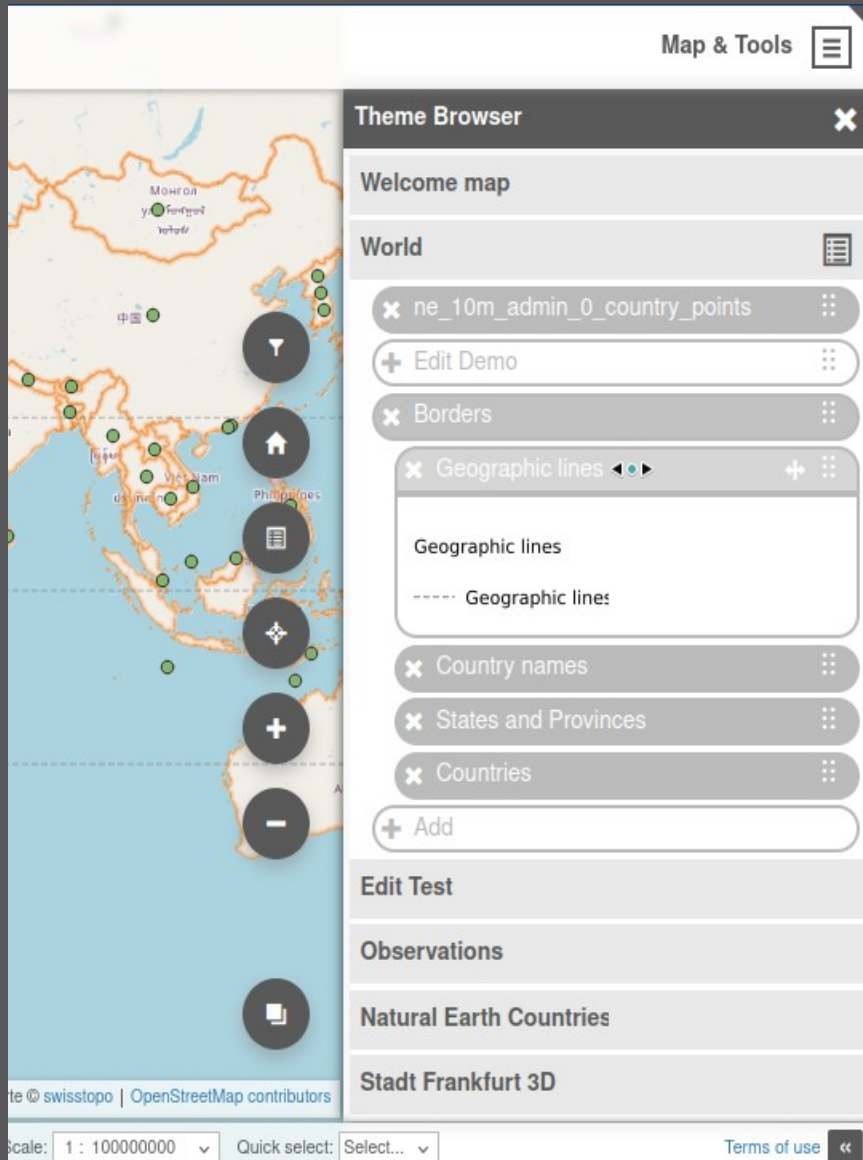 Map & Tools
Theme Browser
Welcome map
World
ne_10m_admin_0_country_points
Edit Demo
Borders
Geographic lines
Geographic lines
Geographic lines
Country names
States and Provinces
Countries
Add
Edit Test
Observations
Natural Earth Countries
Stadt Frankfurt 3D
Монгол
中国
te © swisstopo | OpenStreetMap contributors
Scale: 1 : 100000000 Quick select: Select... Terms of use «